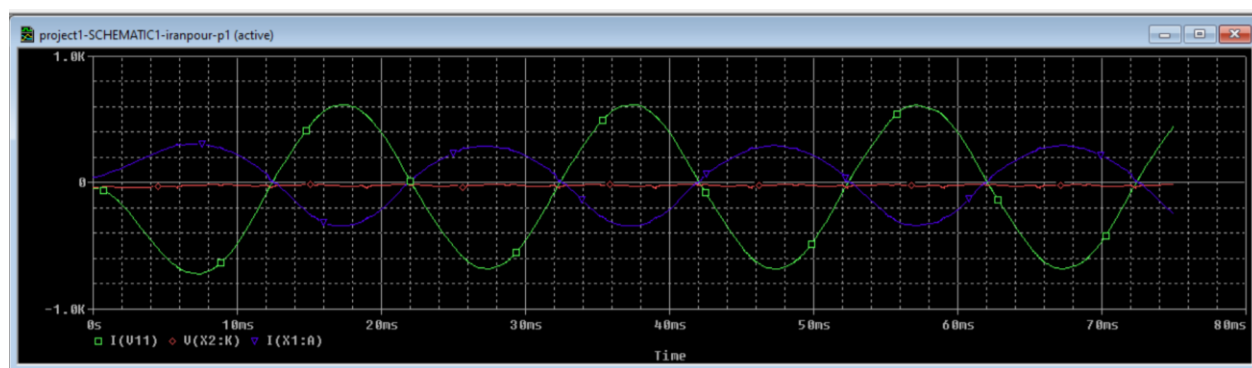 project1-SCHEMATIC1-iranpour-p1 (active)
1.0K
0
-1.0K
0s 10ms 20ms 30ms 40ms 50ms 60ms 70ms 80ms
I(V11) V(X2:K) I(X1:A)
Time